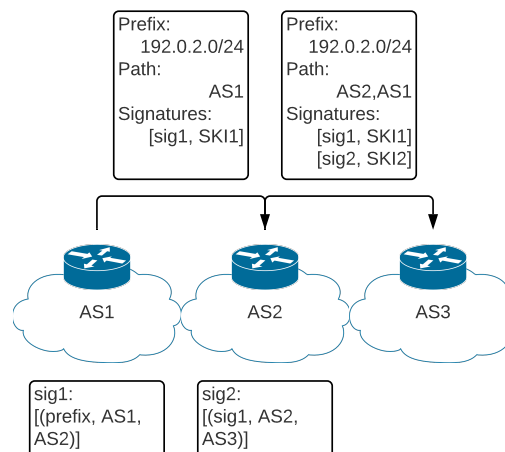 Prefix:
192.0.2.0/24
Path:
AS1
Signatures:
[sig1, SKI1]
Prefix:
192.0.2.0/24
Path:
AS2,AS1
Signatures:
[sig1, SKI1]
[sig2, SKI2]
AS1
AS2
AS3
sig1:
[(prefix, AS1,
AS2)]
sig2:
[(sig1, AS2,
AS3)]